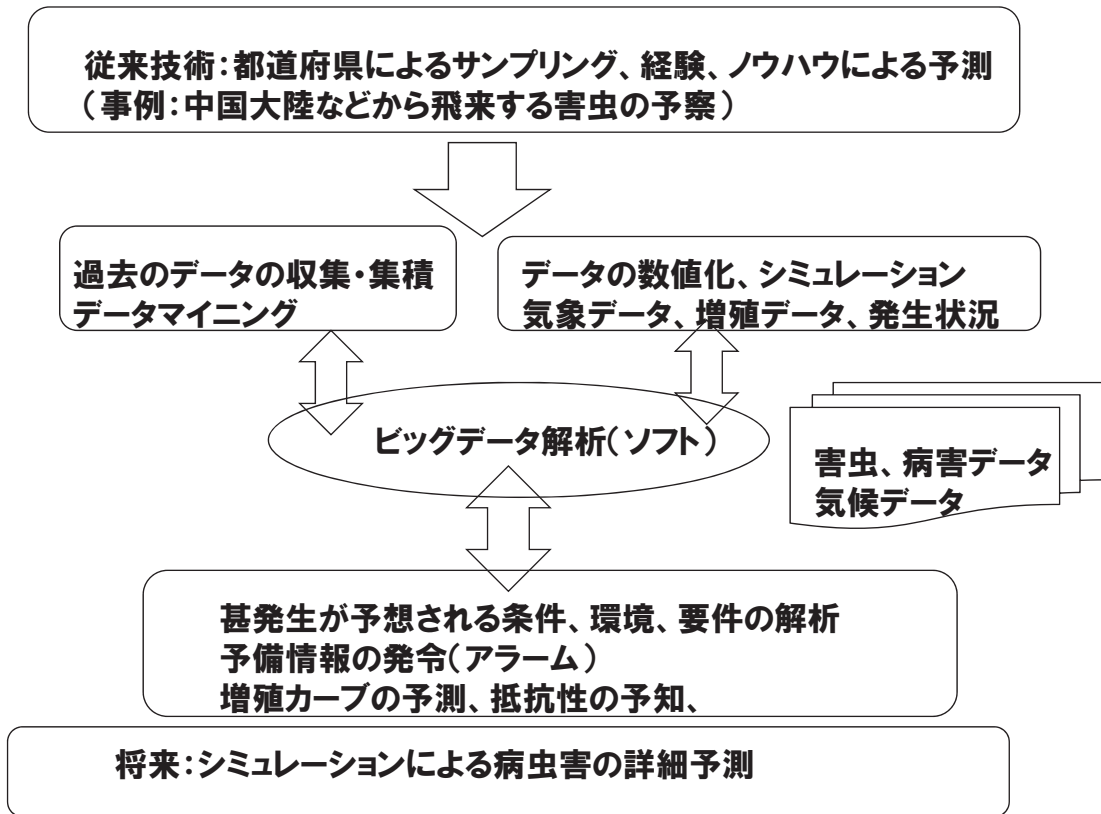 従来技術：都道府県によるサンプリング、経験、ノウハウによる予測
（事例：中国大陸などから飛来する害虫の予察）
過去のデータの収集・集積
データマイニング
データの数値化、シミュレーション
気象データ、増殖データ、発生状況
ビッグデータ解析（ソフト）
害虫、病害データ
気候データ
甚発生が予想される条件、環境、要件の解析
予備情報の発令（アラーム）
増殖カーブの予測、抵抗性の予知、
将来：シミュレーションによる病虫害の詳細予測